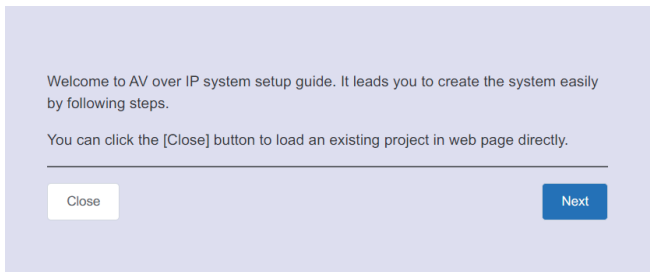 Welcome to AV over IP system setup guide. It leads you to create the system easily
by following steps.
You can click the [Close] button to load an existing project in web page directly.
Close
Next